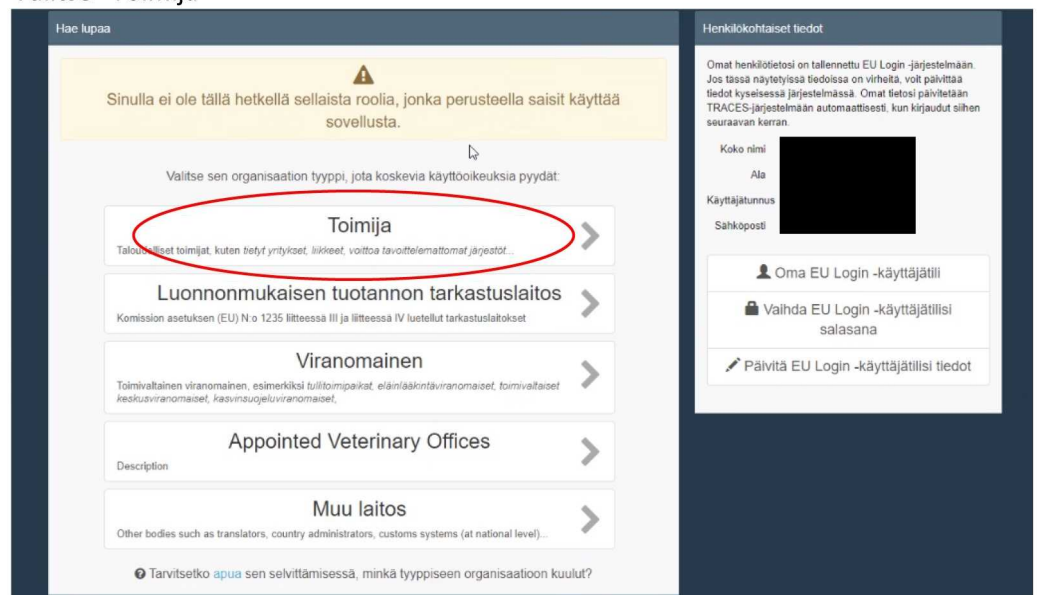 Hae lupaa
Sinulla ei ole tällä hetkellä sellaista roolia, jonka perusteella saisit käyttää
sovellusta.
Valitse sen organisaation tyyppi, jota koskevia käyttöoikeuksia pyydät:
Toimija
Taloudelliset toimijat, kuten tietyt yritykset, liikkeet, voittoa tavoittelemattomat järjestöt...
Luonnonmukaisen tuotannon tarkastuslaitos
Komission asetuksen (EU) N:o 1235 liitteessä III ja liitteessä IV luetellut tarkastuslaitokset
Viranomainen
Toimivaltainen viranomainen, esimerkiksi tullitoimipaikat, eläinlääkintäviranomaiset, toimivaltaiset
keskusviranomaiset, kasvinsuojeluviranomaiset,
Appointed Veterinary Offices
Description
Muu laitos
Other bodies such as translators, country administrators, customs systems (at national level)...
Tarvitsetko apua sen selvittämisessä, minkä tyyppiseen organisaatioon kuulut?
Henkilökohtaiset tiedot
Omat henkilötietosi on tallennettu EU Login -järjestelmään.
Jos tässä näytetyissä tiedoissa on virheitä, voit päivittää
tiedot kyseisessä järjestelmässä. Omat tietosi päivitetään
TRACES-järjestelmään automaattisesti, kun kirjaudut siihen
seuraavan kerran.
Koko nimi
Ala
Käyttäjätunnus
Sähköposti
Oma EU Login -käyttäjätili
Vaihda EU Login -käyttäjätilisi
salasana
Päivitä EU Login -käyttäjätilisi tiedot